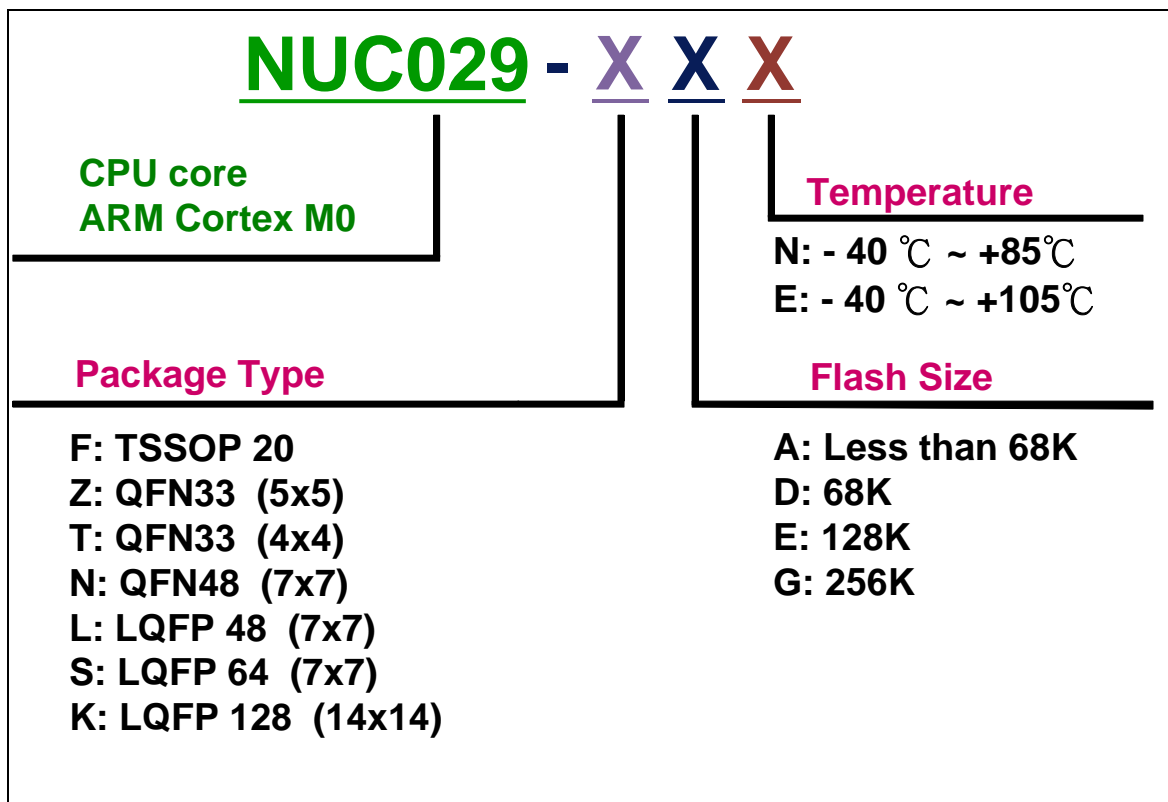 NUC029 - X X X
CPU core
ARM Cortex M0
Temperature
N: - 40 ℃ ~ +85℃
E: - 40 ℃ ~ +105℃
Package Type
F: TSSOP 20
Z: QFN33 (5x5)
T: QFN33 (4x4)
N: QFN48 (7x7)
L: LQFP 48 (7x7)
S: LQFP 64 (7x7)
K: LQFP 128 (14x14)
Flash Size
A: Less than 68K
D: 68K
E: 128K
G: 256K